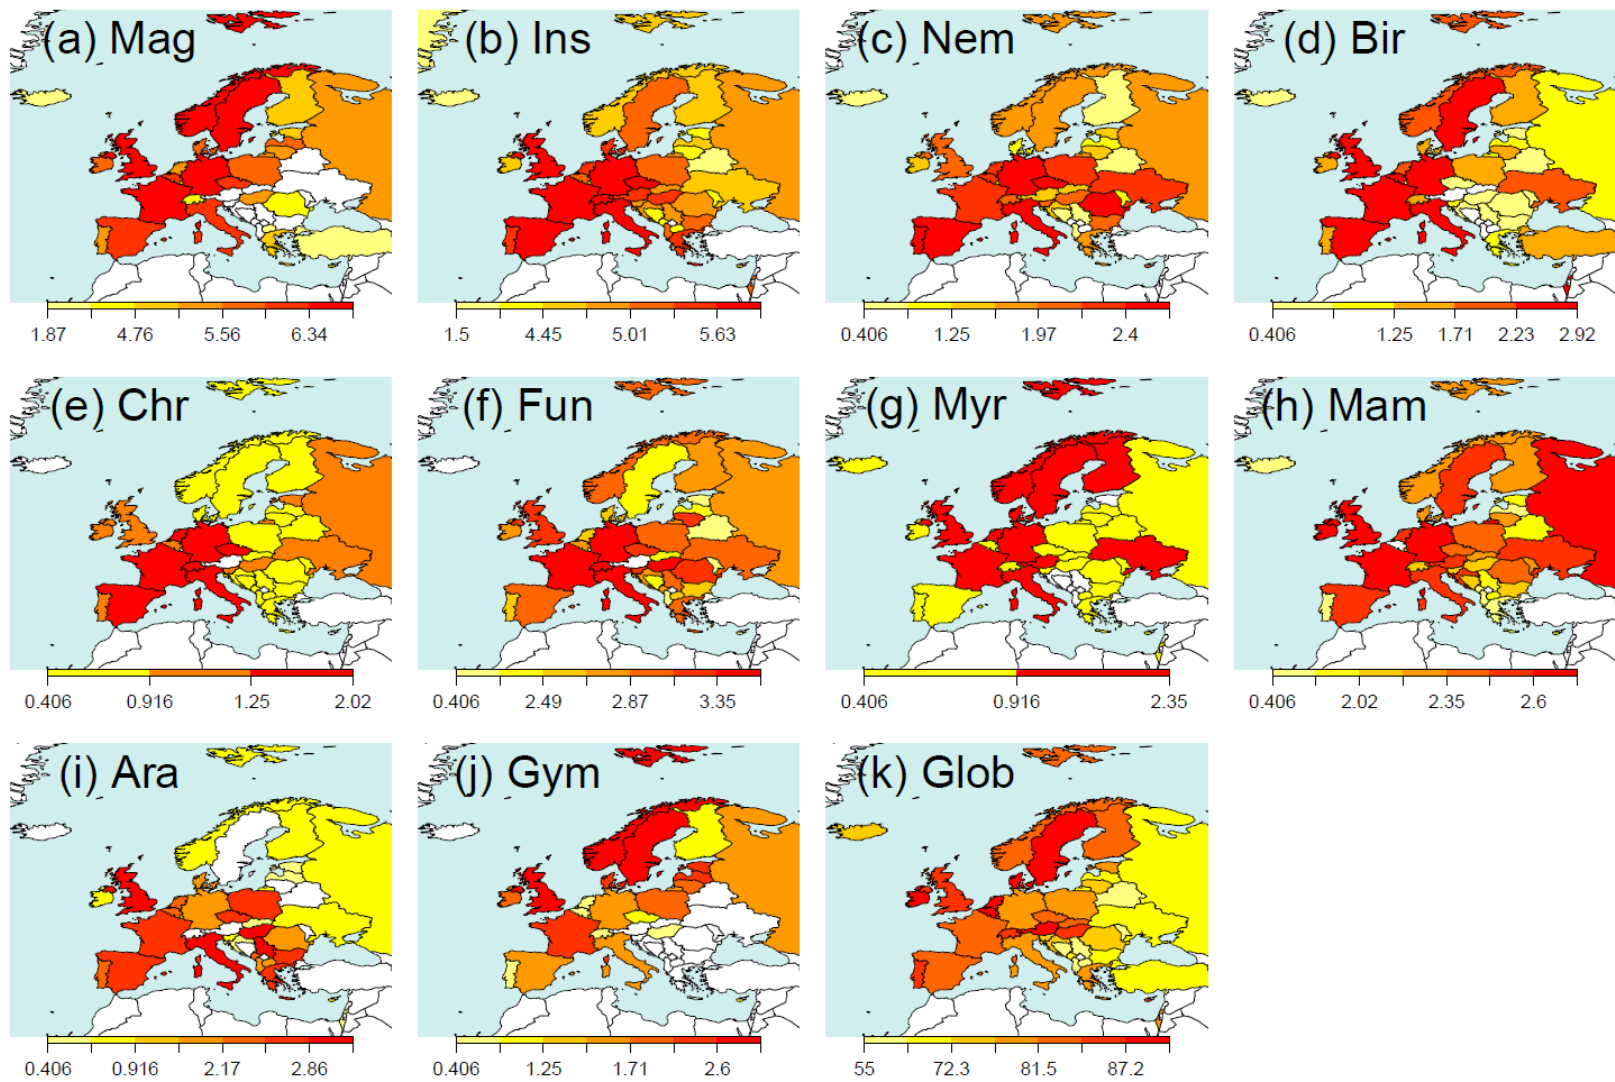 (a) Mag
(b) Ins
(c) Nem
(d) Bir
1.87 4.76 5.56 6.34
1.5 4.45 5.01 5.63
0.406 1.25 1.97 2.4
0.406 1.25 1.71 2.23 2.92
(e) Chr
(f) Fun
(g) Myr
(h) Mam
0.406 0.916 1.25 2.02
0.406 2.49 2.87 3.35
0.406 0.916 2.35
0.406 2.02 2.35 2.6
(i) Ara
(j) Gym
(k) Glob
0.406 0.916 2.17 2.86
0.406 1.25 1.71 2.6
55 72.3 81.5 87.2